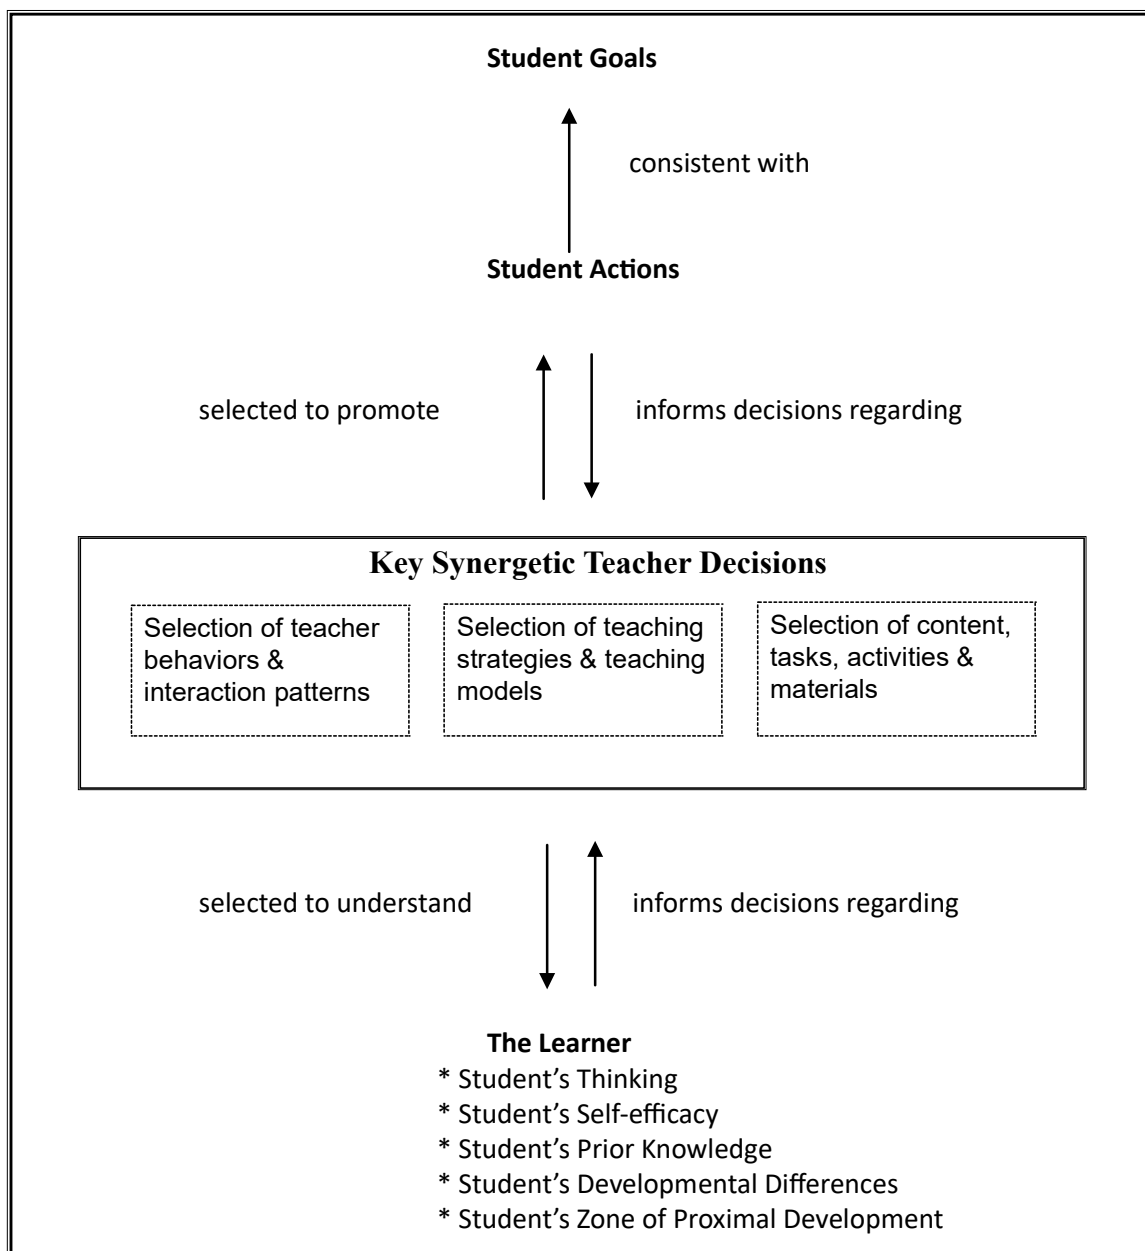 Student Goals
consistent with
Student Actions
selected to promote
informs decisions regarding
Key Synergetic Teacher Decisions
Selection of teacher
behaviors &
interaction patterns
Selection of teaching
strategies & teaching
models
Selection of content,
tasks, activities &
materials
selected to understand
informs decisions regarding
The Learner
* Student’s Thinking
* Student’s Self-efficacy
* Student’s Prior Knowledge
* Student’s Developmental Differences
* Student’s Zone of Proximal Development